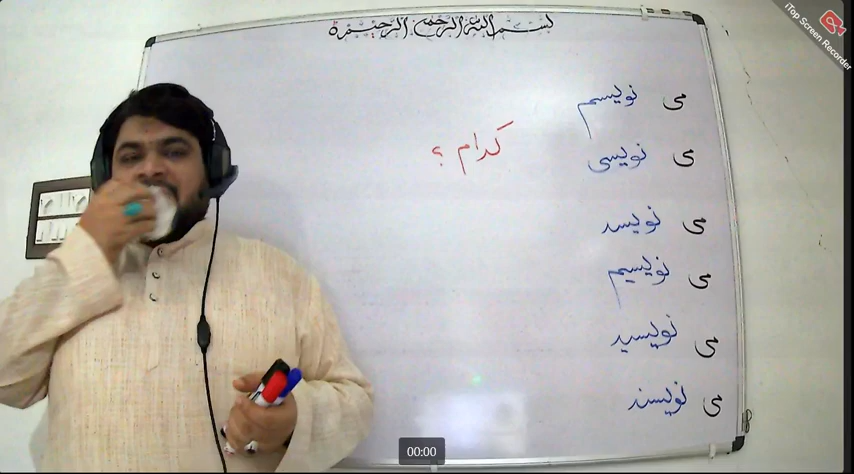 بسم الله الرحمن الرحيم
می نویسم
می نویسی
کدام ؟
می نویسد
می نویسیم
می نویسید
می نویسند
iTop Screen Recorder
00:00